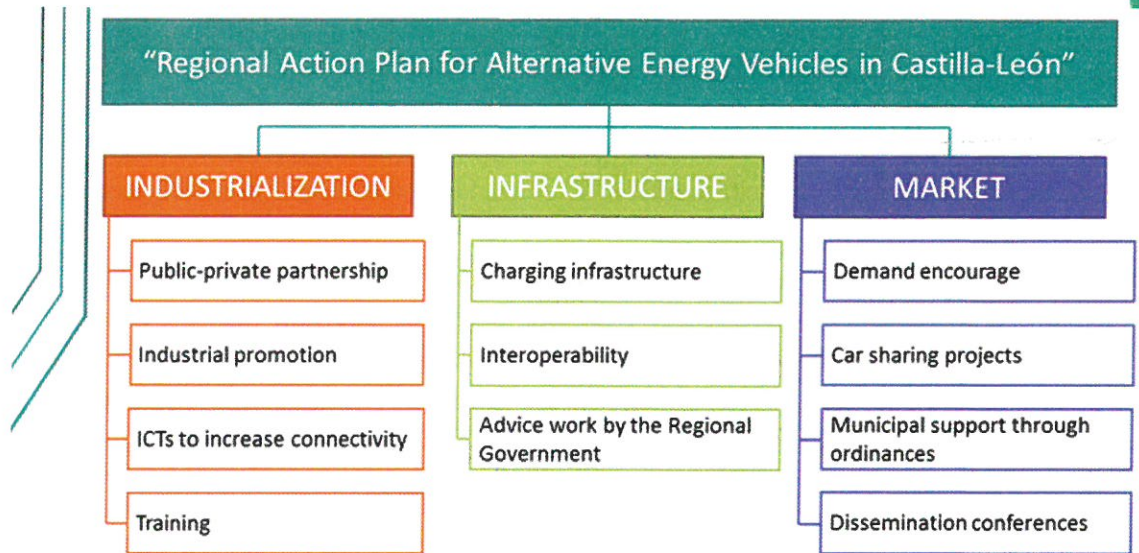 “Regional Action Plan for Alternative Energy Vehicles in Castilla-León”
INDUSTRIALIZATION
Public-private partnership
Industrial promotion
ICTs to increase connectivity
Training
INFRASTRUCTURE
Charging infrastructure
Interoperability
Advice work by the Regional
Government
MARKET
Demand encourage
Car sharing projects
Municipal support through
ordinances
Dissemination conferences